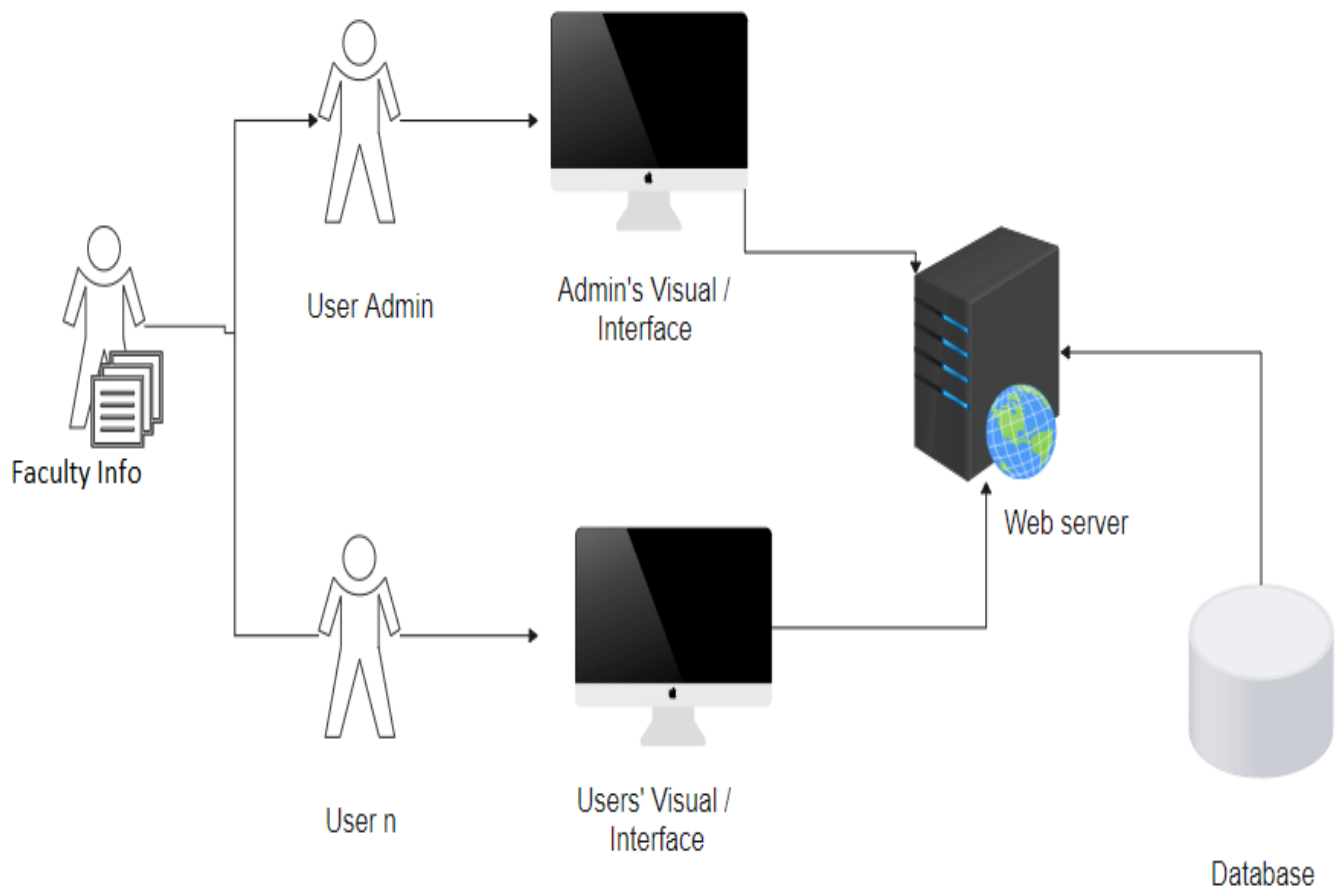 User Admin
Admin's Visual /
Interface
Faculty Info
Web server
User n
Users' Visual /
Interface
Database